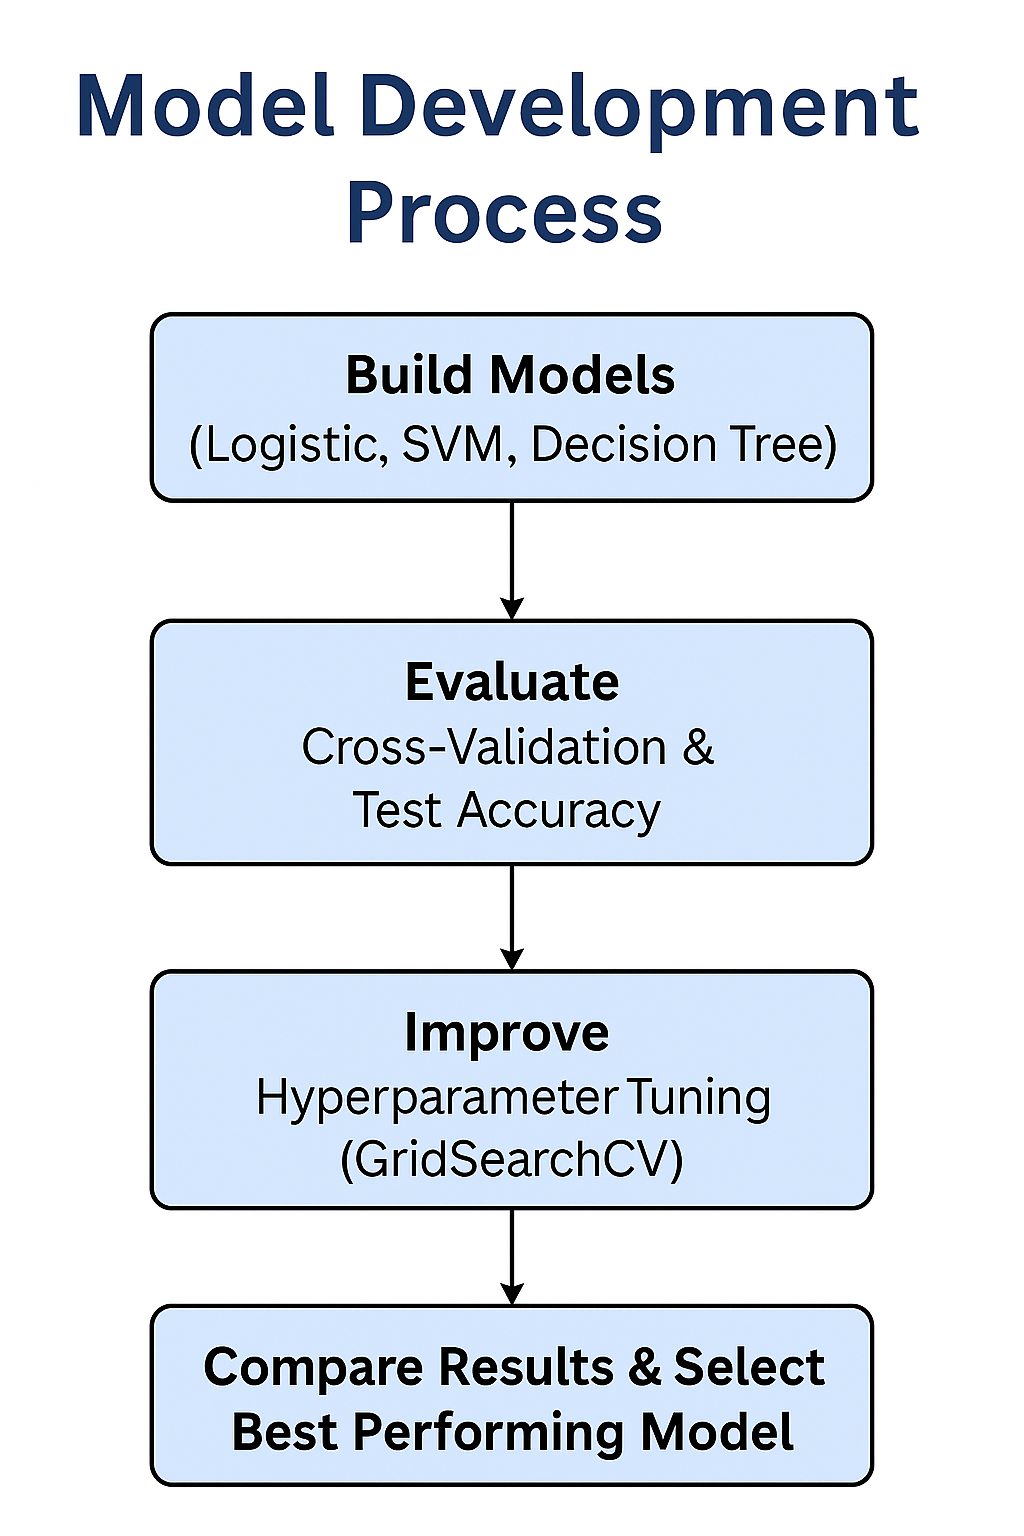 Model Development
Process
Build Models
(Logistic, SVM, Decision Tree)
Evaluate
Cross-Validation &
Test Accuracy
Improve
Hyperparameter Tuning
(GridSearchCV)
Compare Results & Select
Best Performing Model